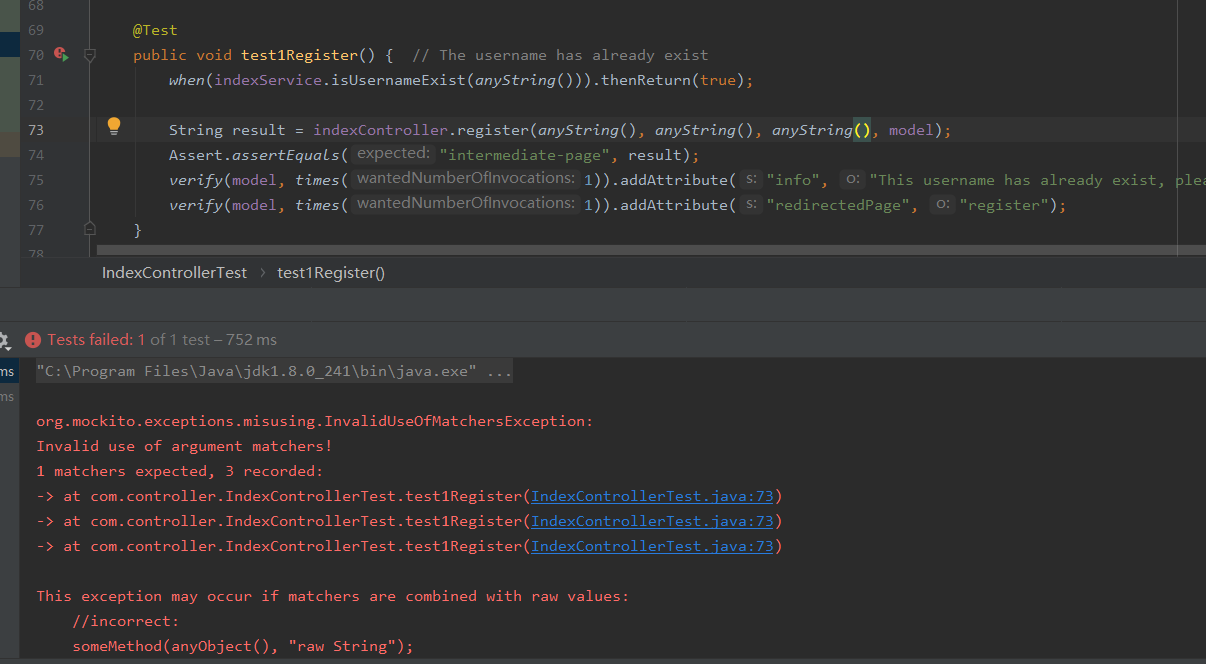 68
69 @Test
70 public void test1Register() { // The username has already exist
71 when(indexService.isUsernameExist(anyString())).thenReturn(true);
72
73 String result = indexController.register(anyString(), anyString(), anyString(), model);
74 Assert.assertEquals( expected: "intermediate-page", result);
75 verify(model, times( wantedNumberOfInvocations: 1)).addAttribute( s: "info", o: "This username has already exist, plea
76 verify(model, times( wantedNumberOfInvocations: 1)).addAttribute( s: "redirectedPage", o: "register");
77 }
78
IndexControllerTest > test1Register()
Tests failed: 1 of 1 test – 752 ms
ms "C:\Program Files\Java\jdk1.8.0_241\bin\java.exe" ...
ms
org.mockito.exceptions.misusing.InvalidUseOfMatchersException:
Invalid use of argument matchers!
1 matchers expected, 3 recorded:
-> at com.controller.IndexControllerTest.test1Register(IndexControllerTest.java:73)
-> at com.controller.IndexControllerTest.test1Register(IndexControllerTest.java:73)
-> at com.controller.IndexControllerTest.test1Register(IndexControllerTest.java:73)
This exception may occur if matchers are combined with raw values:
//incorrect:
someMethod(anyObject(), "raw String");